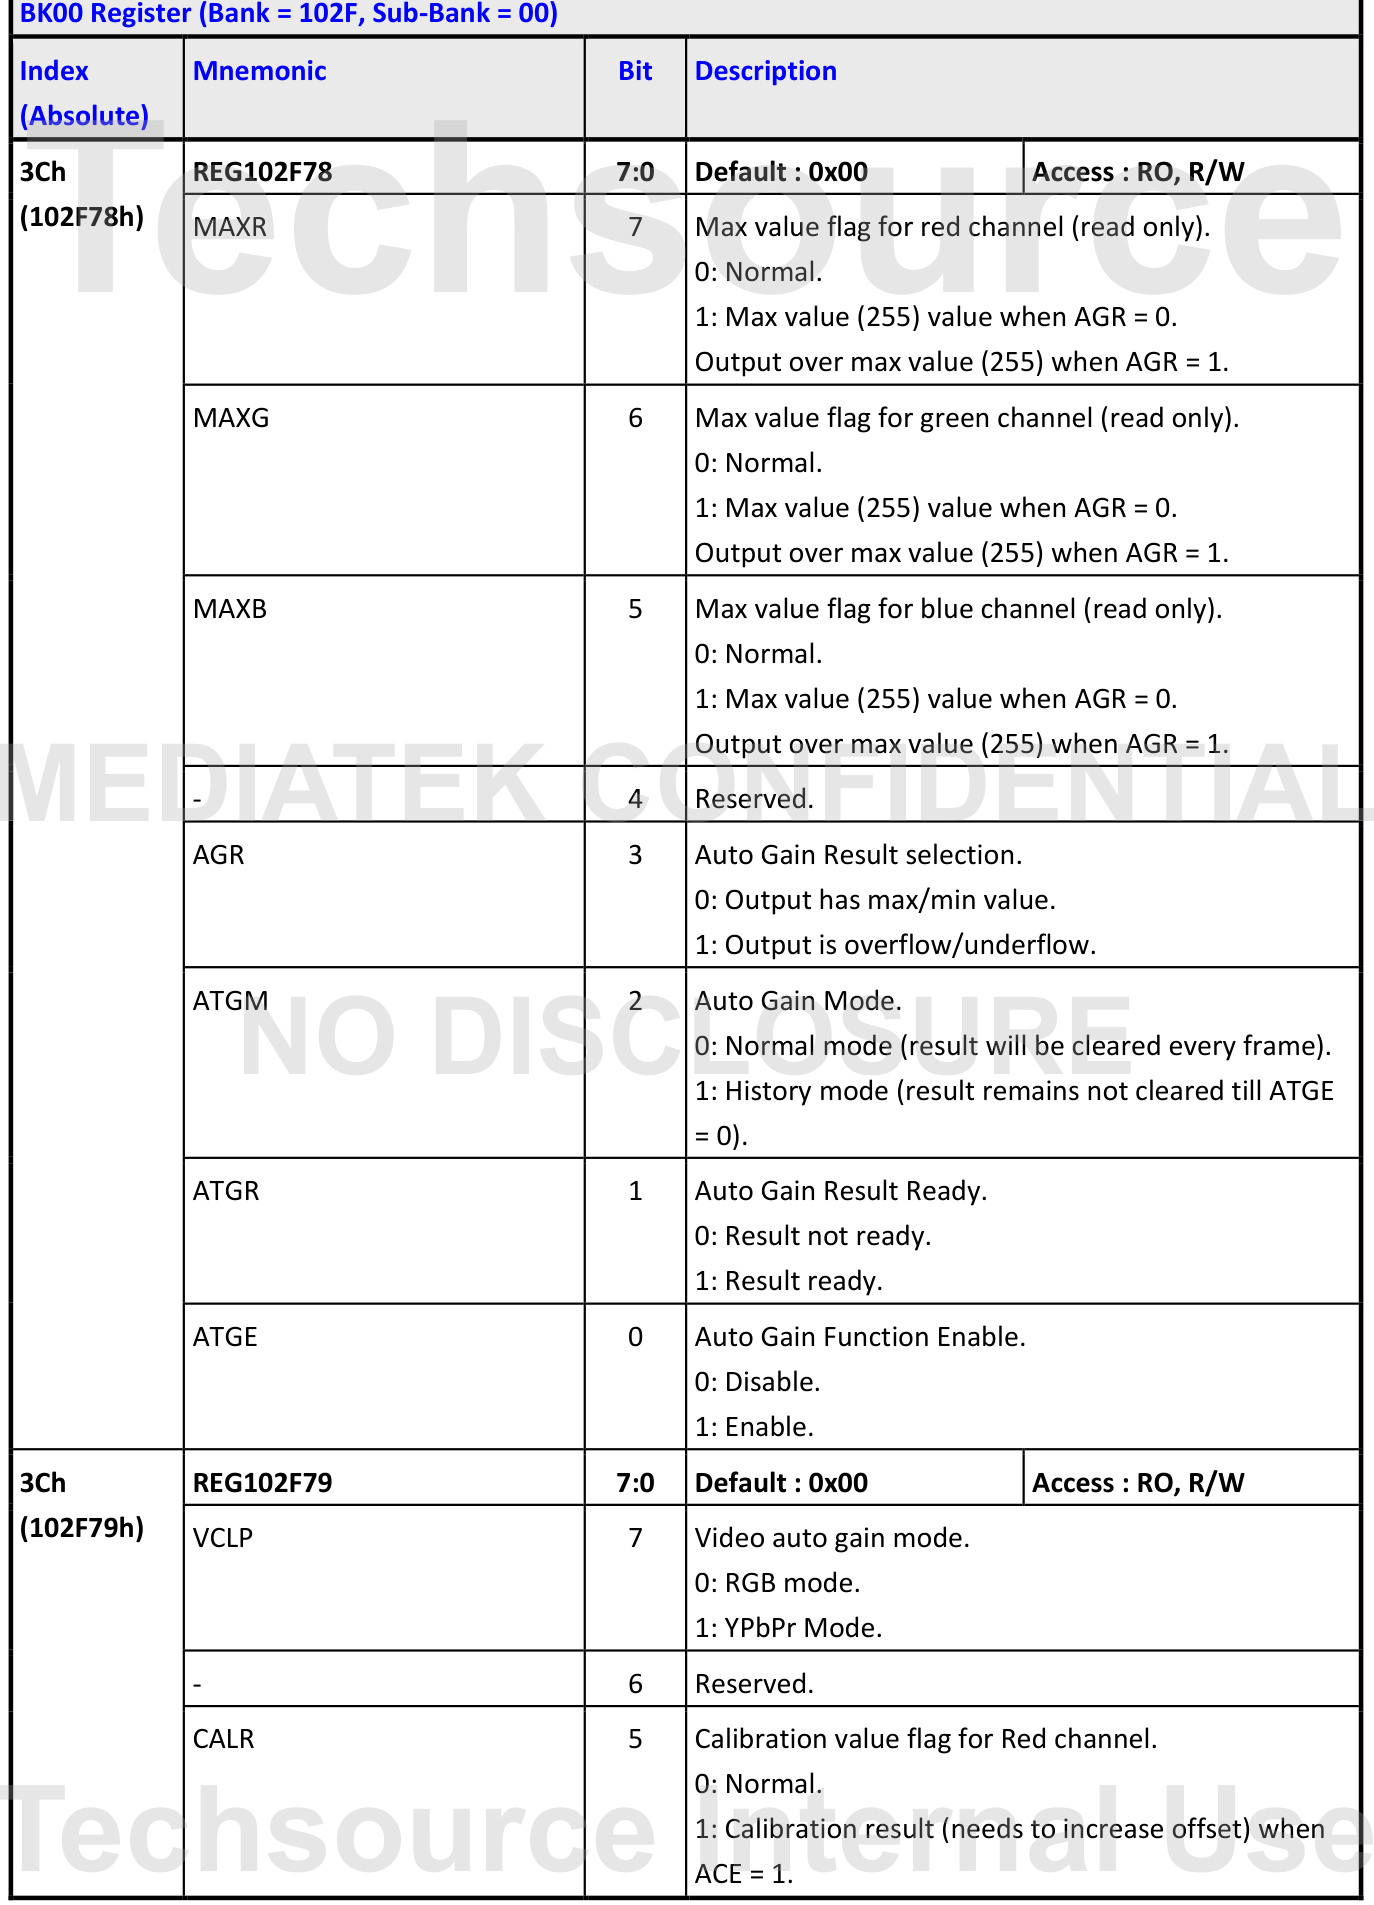 BK00 Register (Bank = 102F, Sub-Bank = 00)
Index
(Absolute)
Mnemonic
Bit
Description
3Ch
(102F78h)
REG102F78
7:0
Default : 0x00
Access : RO, R/W
MAXR
7
Max value flag for red channel (read only).
0: Normal.
1: Max value (255) value when AGR = 0.
Output over max value (255) when AGR = 1.
MAXG
6
Max value flag for green channel (read only).
0: Normal.
1: Max value (255) value when AGR = 0.
Output over max value (255) when AGR = 1.
MAXB
5
Max value flag for blue channel (read only).
0: Normal.
1: Max value (255) value when AGR = 0.
Output over max value (255) when AGR = 1.
-
4
Reserved.
AGR
3
Auto Gain Result selection.
0: Output has max/min value.
1: Output is overflow/underflow.
ATGM
2
Auto Gain Mode.
0: Normal mode (result will be cleared every frame).
1: History mode (result remains not cleared till ATGE
= 0).
ATGR
1
Auto Gain Result Ready.
0: Result not ready.
1: Result ready.
ATGE
0
Auto Gain Function Enable.
0: Disable.
1: Enable.
3Ch
(102F79h)
REG102F79
7:0
Default : 0x00
Access : RO, R/W
VCLP
7
Video auto gain mode.
0: RGB mode.
1: YPbPr Mode.
-
6
Reserved.
CALR
5
Calibration value flag for Red channel.
0: Normal.
1: Calibration result (needs to increase offset) when
ACE = 1.
Techsource
MEDIATEK CONFIDENTIAL
NO DISCLOSURE
Techsource Internal Use